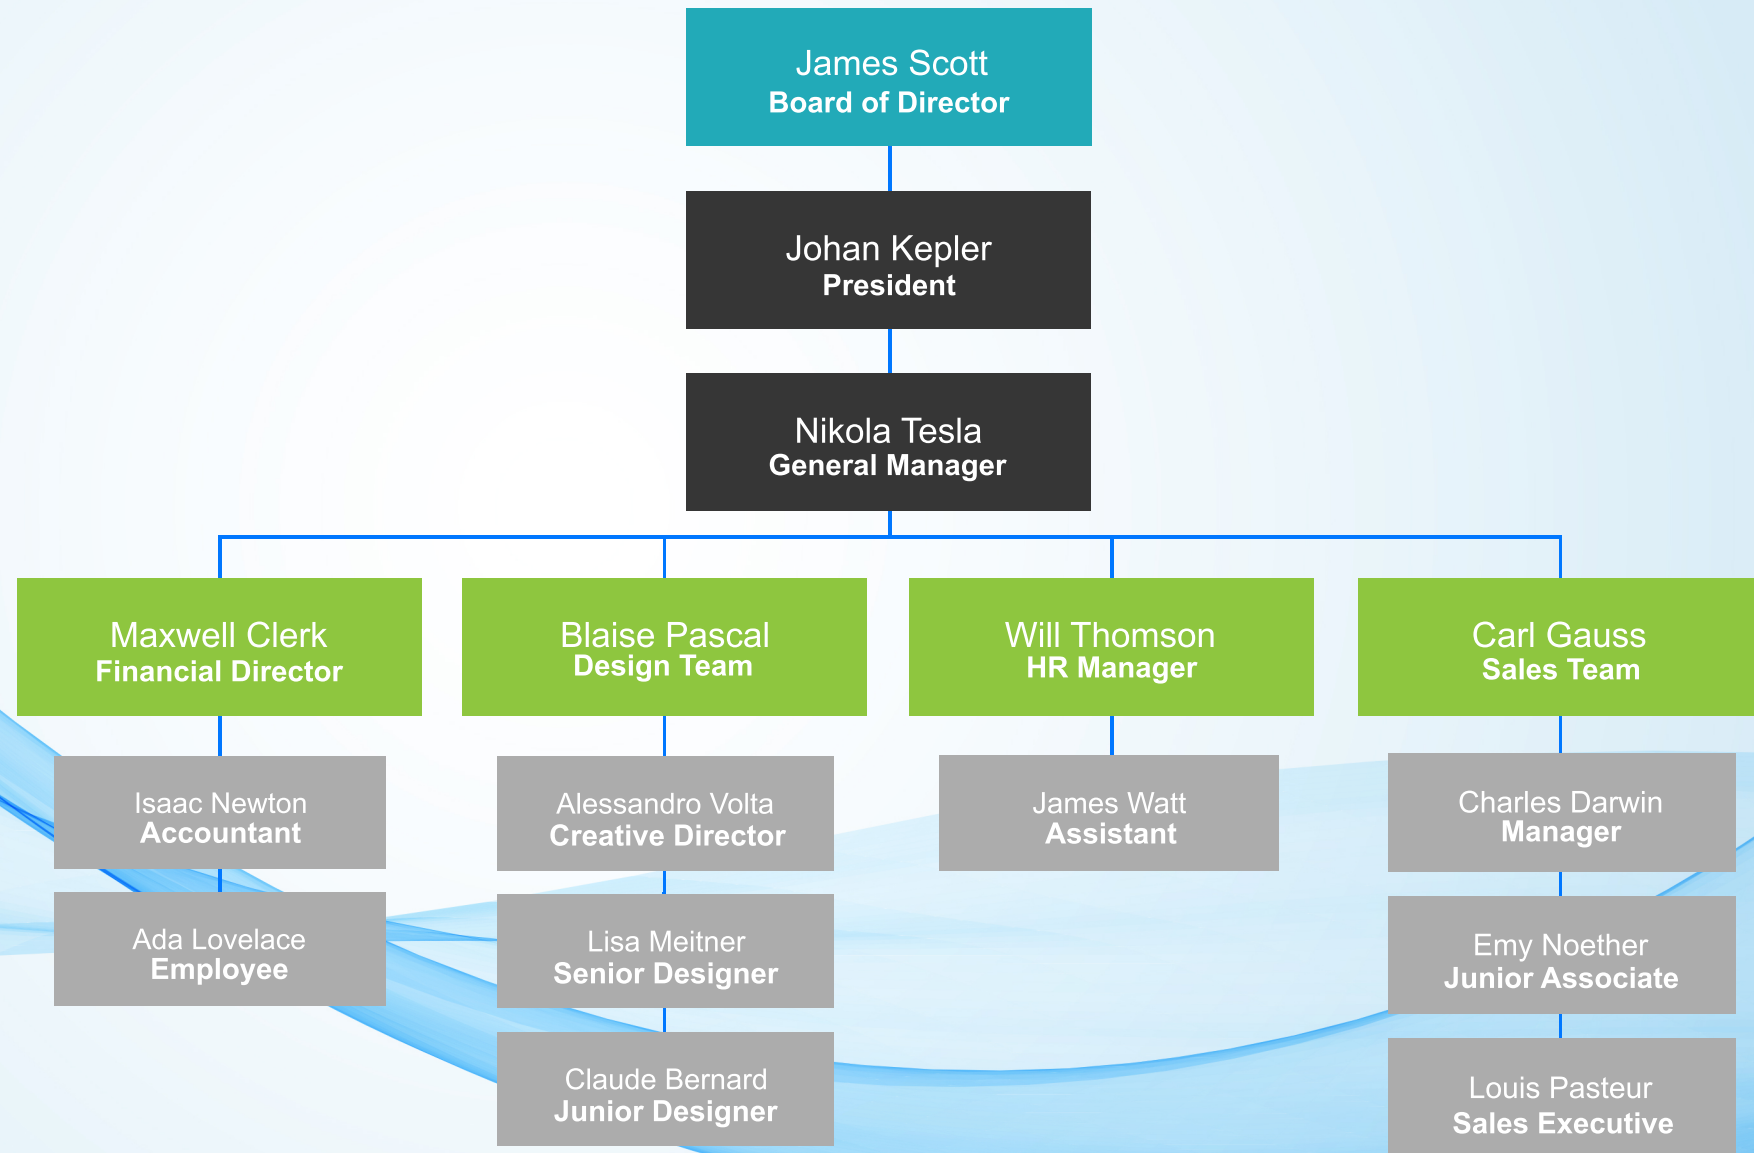 James Scott
Board of Director
Johan Kepler
President
Nikola Tesla
General Manager
Maxwell Clerk
Financial Director
Blaise Pascal
Design Team
Will Thomson
HR Manager
Carl Gauss
Sales Team
Isaac Newton
Accountant
Ada Lovelace
Employee
Alessandro Volta
Creative Director
Lisa Meitner
Senior Designer
Claude Bernard
Junior Designer
James Watt
Assistant
Charles Darwin
Manager
Emy Noether
Junior Associate
Louis Pasteur
Sales Executive